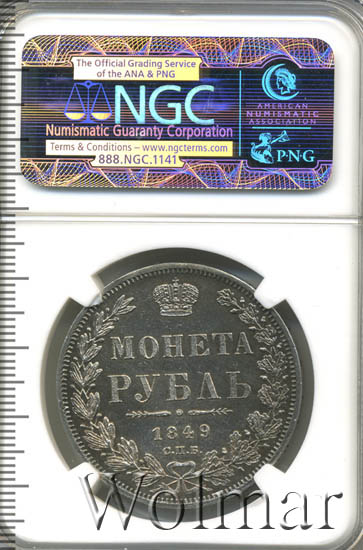 The Official Grading Service
of the ANA & PNG
NGC
Numismatic Guaranty Corporation
Terms & Conditions – www.ngcterms.com
888.NGC.1141
AMERICAN
NUMISMATIC
ASSOCIATION
PNG
МОНЕТА
РУБЛЬ
1849
С.П.Б.
Wolmar